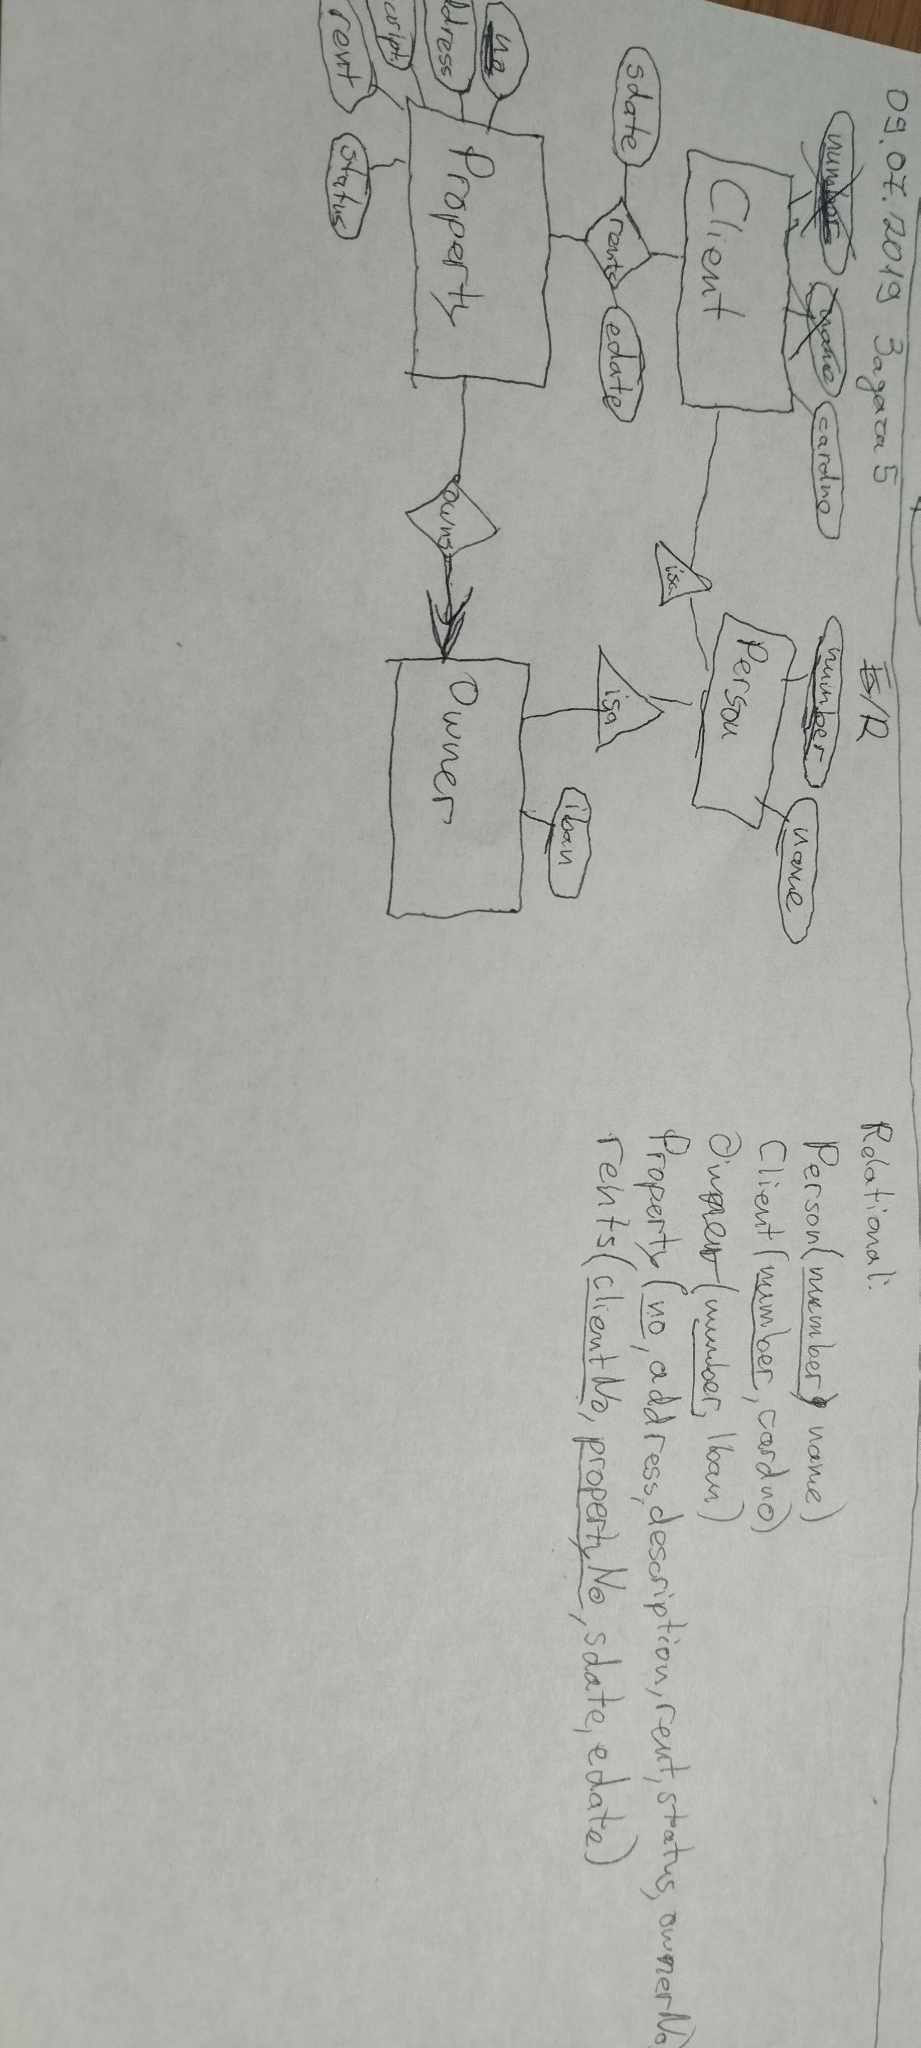 09.07.2019 Задача 5
E/R
number
name
cardno
number
name
Client
isa
Person
sdate
rents
edate
isa
iban
no
dress
cript
rent
status
Property
owns
Owner
Relational:
Person(number, name)
Client(number, cardno)
Owner(number, iban)
Property(no, address, description, rent, status, ownerNo
rents(clientNo, propertyNo, sdate, edate)